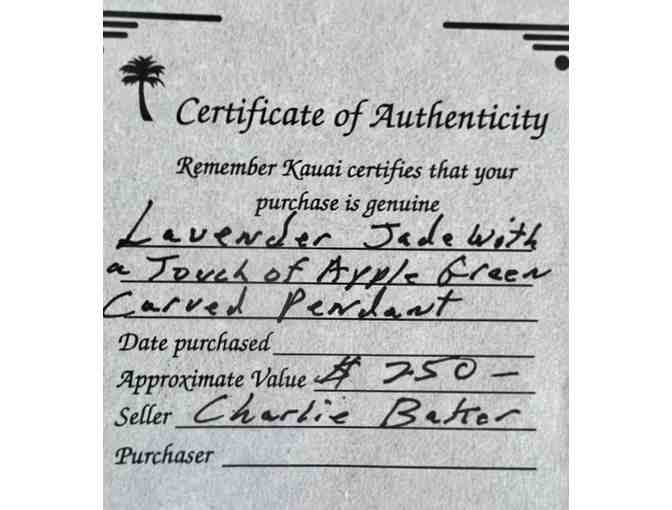 Certificate of Authenticity
Remember Kauai certifies that your
purchase is genuine
Lavender Jade With
a Touch of Apple Green
Carved Pendant
Date purchased
Approximate Value $ 250 –
Seller Charlie Baker
Purchaser